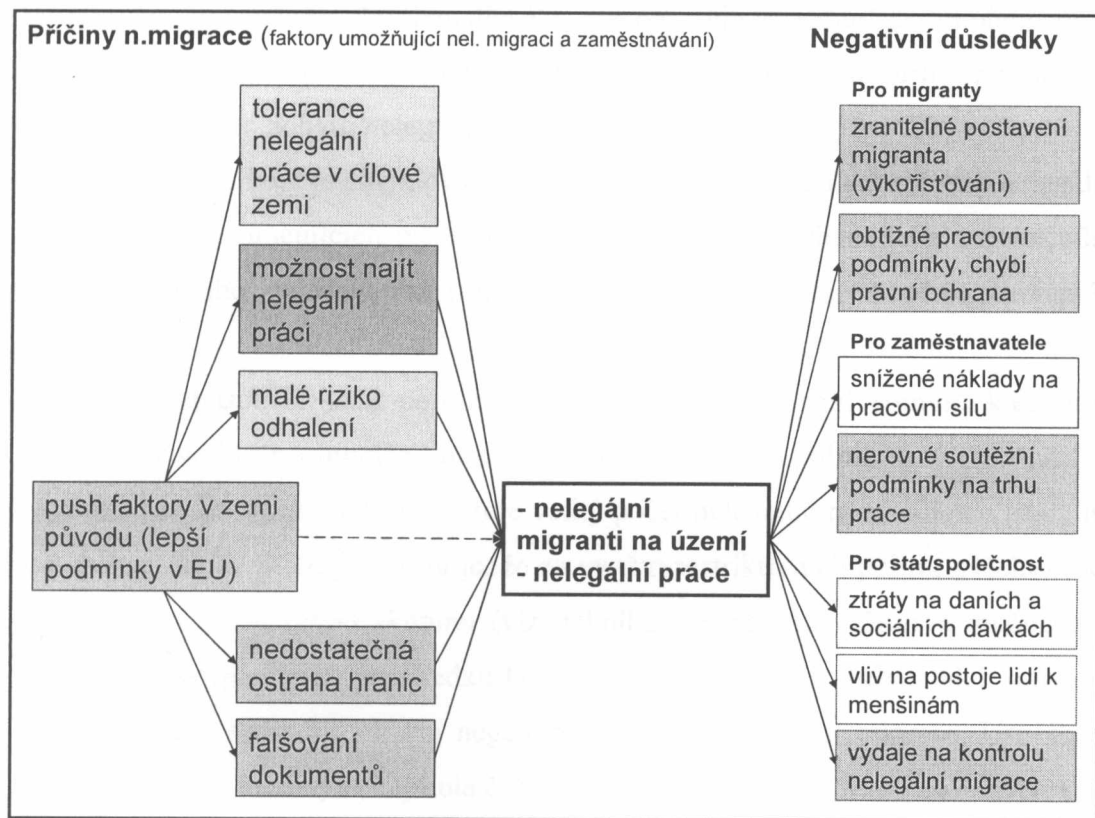 Příčiny n.migrace (faktory umožňující nel. migraci a zaměstnávání)
Negativní důsledky
tolerance
nelegální
práce v cílové
zemi
možnost najít
nelegální
práci
malé riziko
odhalení
push faktory v zemi
původu (lepší
podmínky v EU)
nedostatečná
ostraha hranic
falšování
dokumentů
- nelegální
migranti na území
- nelegální práce
Pro migranty
zranitelné postavení
migranta
(vykořisťování)
obtížné pracovní
podmínky, chybí
právní ochrana
Pro zaměstnavatele
snížené náklady na
pracovní sílu
nerovné soutěžní
podmínky na trhu
práce
Pro stát/společnost
ztráty na daních a
sociálních dávkách
vliv na postoje lidí k
menšinám
výdaje na kontrolu
nelegální migrace